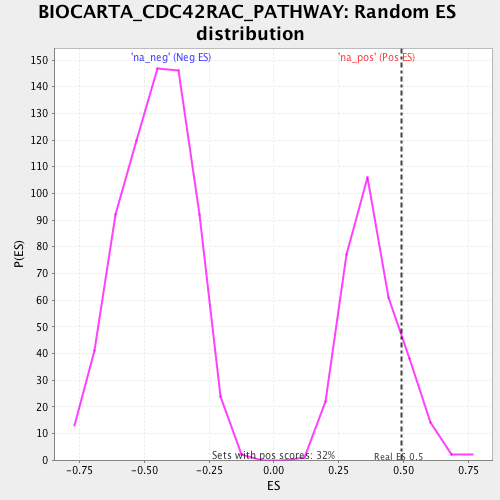 BIOCARTA_CDC42RAC_PATHWAY: Random ES
distribution
'na_neg' (Neg ES)
'na_pos' (Pos ES)
P(ES)
150
140
130
120
110
100
90
80
70
60
50
40
30
20
10
0
Sets with pos scores: 32%
Real ES 0.5
-0.75
-0.50
-0.25
0.00
0.25
0.50
0.75
ES